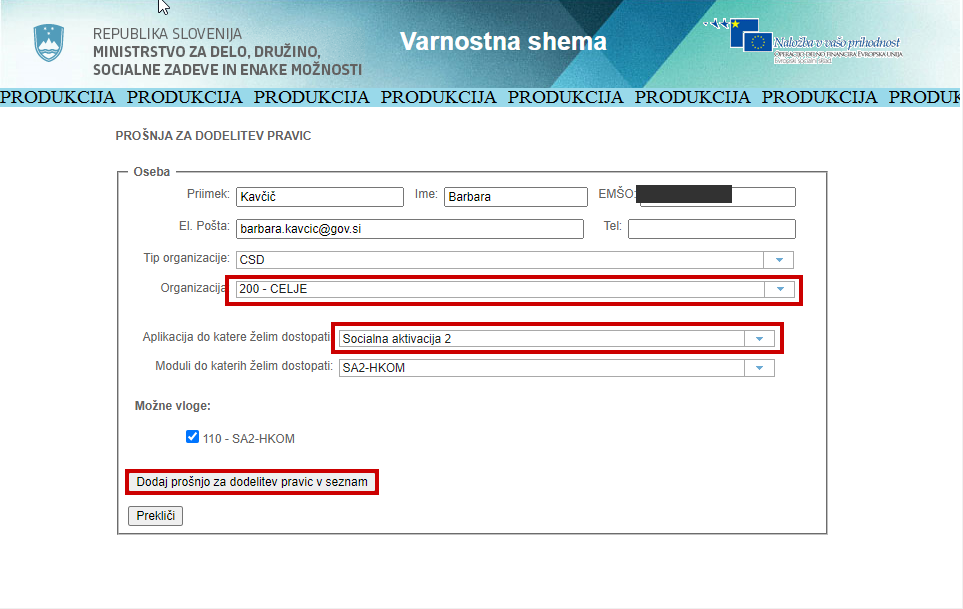 REPUBLIKA SLOVENIJA
MINISTRSTVO ZA DELO, DRUŽINO,
SOCIALNE ZADEVE IN ENAKE MOŽNOSTI
Varnostna shema
Naložba v vašo prihodnost
OPERACIJO DELNO FINANCIRA EVROPSKA UNIJA
Evropski socialni sklad
PRODUKCIJA PRODUKCIJA PRODUKCIJA PRODUKCIJA PRODUKCIJA PRODUKCIJA PRODUKCIJA PRODUK
PROŠNJA ZA DODELITEV PRAVIC
Oseba
Priimek: Kavčič Ime: Barbara EMŠO:
El. Pošta: barbara.kavcic@gov.si Tel:
Tip organizacije: CSD
Organizacija 200 - CELJE
Aplikacija do katere želim dostopati: Socialna aktivacija 2
Moduli do katerih želim dostopati: SA2-HKOM
Možne vloge:
110 - SA2-HKOM
Dodaj prošnjo za dodelitev pravic v seznam
Prekliči